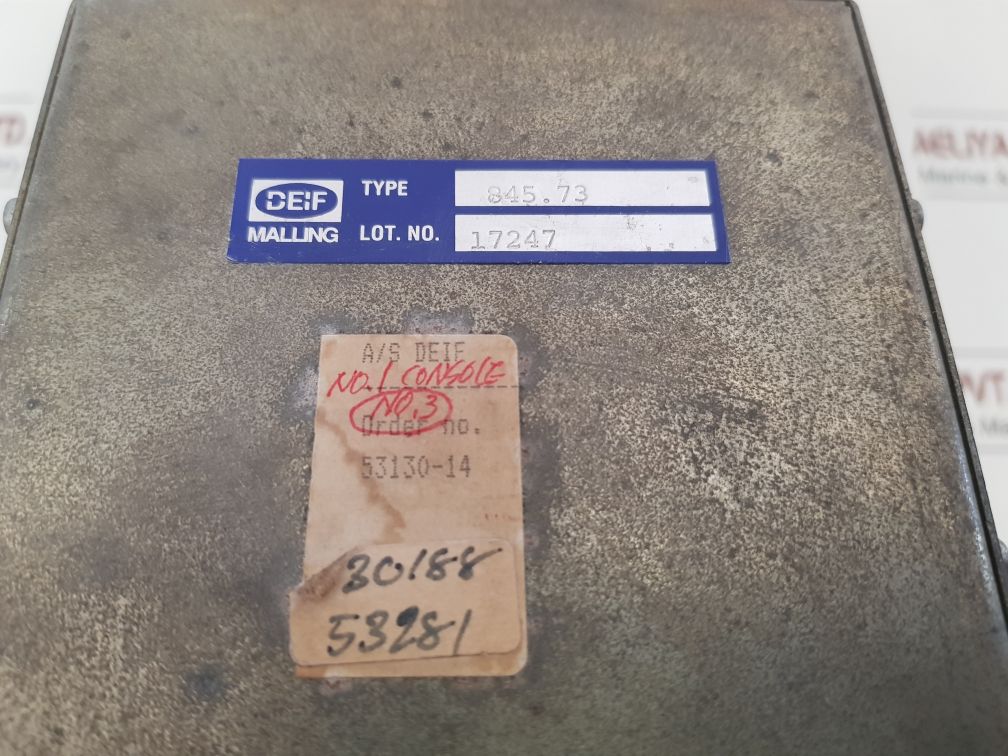 DEIF
MALLING
TYPE 845.73
LOT. NO. 17247
A/S DEIF
NO.1 CONSOLE
NO.3
Order no.
53130-14
30188
53281